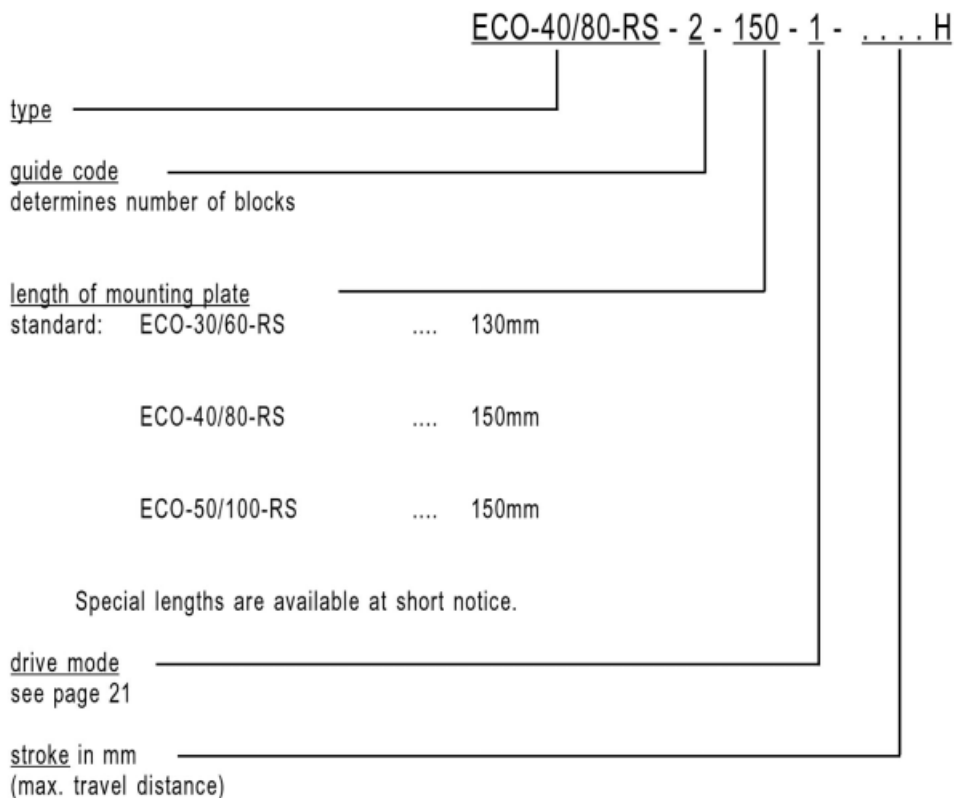 ECO-40/80-RS - 2 - 150 - 1 - . . . . H
type
guide code
determines number of blocks
length of mounting plate
standard: ECO-30/60-RS .... 130mm
ECO-40/80-RS .... 150mm
ECO-50/100-RS .... 150mm
Special lengths are available at short notice.
drive mode
see page 21
stroke in mm
(max. travel distance)